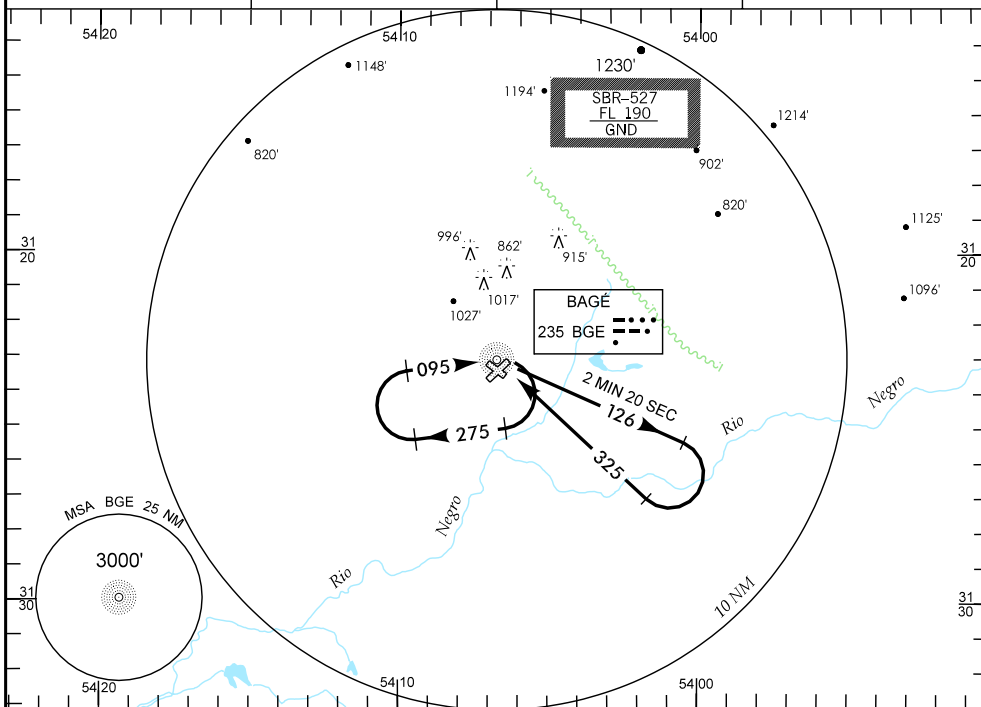 54 20
54 10
54 00
1148'
1230'
1194'
SBR-527
FL 190
GND
1214'
820'
902'
820'
1125'
31
20
996'
862'
915'
31
20
1017'
1027'
1096'
BAGÉ
235 BGE
095
2 MIN 20 SEC
126
275
325
Rio
Negro
Negro
Rio
MSA BGE 25 NM
3000'
10 NM
31
30
31
30
54 20
54 10
54 00